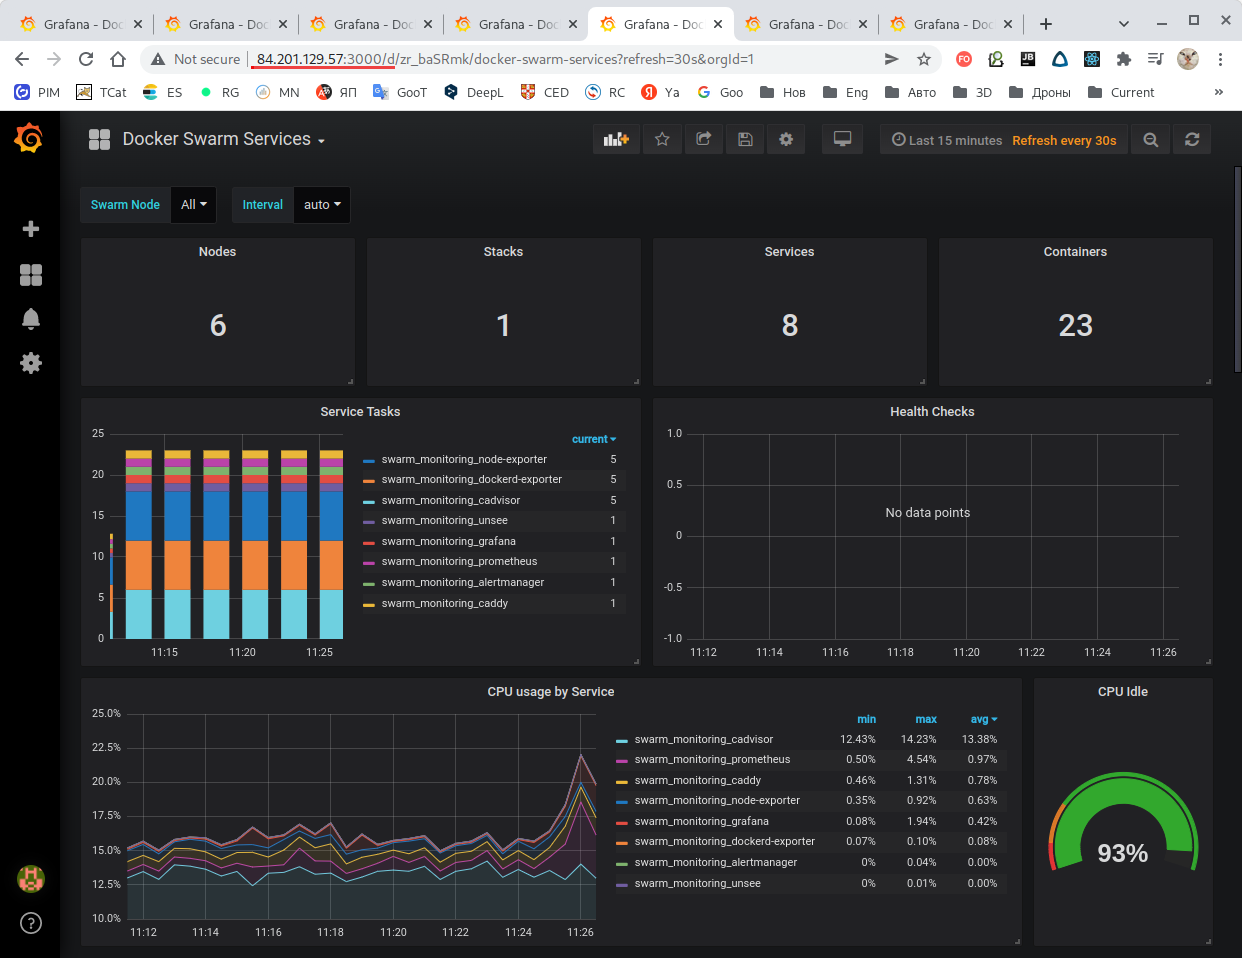 Grafana - Doc
Grafana - Doc
Grafana - Doc
Grafana - Doc
Grafana - Doc
Grafana - Doc
Grafana - Doc
Not secure | 84.201.129.57:3000/d/zr_baSRmk/docker-swarm-services?refresh=30s&orgId=1
FO JB
PIM TCat ES RG MN ЯП GooT DeepL CED RC Ya Goo Нов Eng Авто 3D Дроны Current »
Docker Swarm Services
Last 15 minutes Refresh every 30s
Swarm Node All Interval auto
Nodes
6
Stacks
1
Services
8
Containers
23
Service Tasks
25
20
15
10
5
0
11:15 11:20 11:25
current
swarm_monitoring_node-exporter 5
swarm_monitoring_dockerd-exporter 5
swarm_monitoring_cadvisor 5
swarm_monitoring_unsee 1
swarm_monitoring_grafana 1
swarm_monitoring_prometheus 1
swarm_monitoring_alertmanager 1
swarm_monitoring_caddy 1
Health Checks
1.0
0.5
0
-0.5
-1.0
No data points
11:12 11:14 11:16 11:18 11:20 11:22 11:24 11:26
CPU usage by Service
25.0%
22.5%
20.0%
17.5%
15.0%
12.5%
10.0%
11:12 11:14 11:16 11:18 11:20 11:22 11:24 11:26
min max avg
swarm_monitoring_cadvisor 12.43% 14.23% 13.38%
swarm_monitoring_prometheus 0.50% 4.54% 0.97%
swarm_monitoring_caddy 0.46% 1.31% 0.78%
swarm_monitoring_node-exporter 0.35% 0.92% 0.63%
swarm_monitoring_grafana 0.08% 1.94% 0.42%
swarm_monitoring_dockerd-exporter 0.07% 0.10% 0.08%
swarm_monitoring_alertmanager 0% 0.04% 0.00%
swarm_monitoring_unsee 0% 0.01% 0.00%
CPU Idle
93%